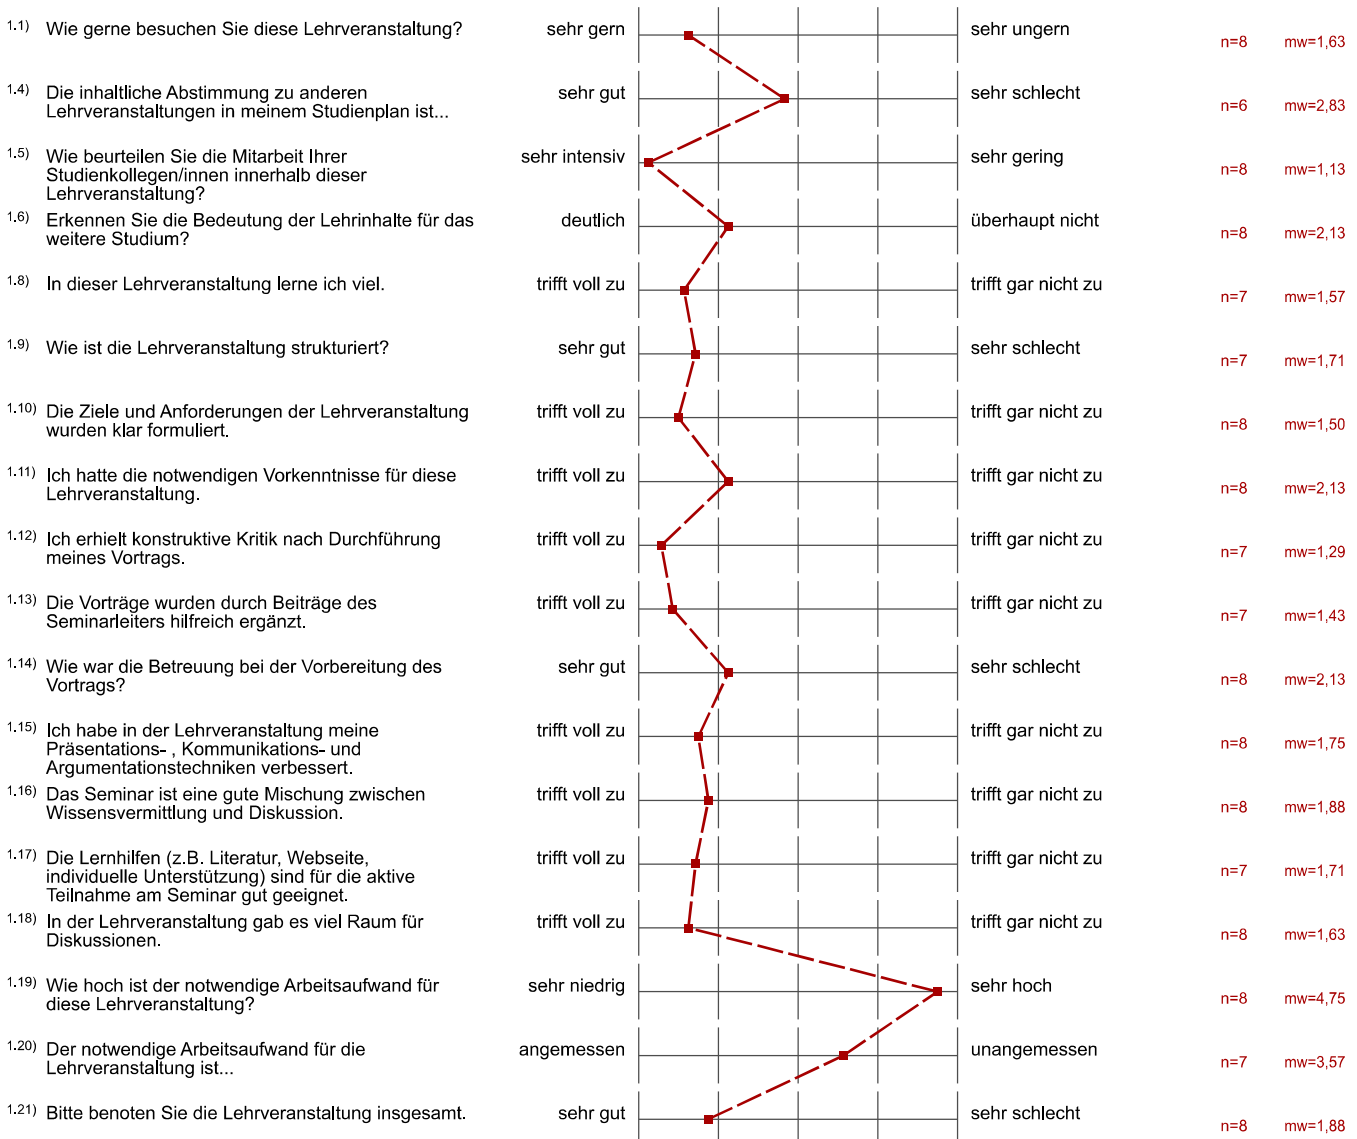 1.1) Wie gerne besuchen Sie diese Lehrveranstaltung? sehr gern sehr ungern n=8 mw=1,63
1.4) Die inhaltliche Abstimmung zu anderen
Lehrveranstaltungen in meinem Studienplan ist... sehr gut sehr schlecht n=6 mw=2,83
1.5) Wie beurteilen Sie die Mitarbeit Ihrer
Studienkollegen/innen innerhalb dieser
Lehrveranstaltung? sehr intensiv sehr gering n=8 mw=1,13
1.6) Erkennen Sie die Bedeutung der Lehrinhalte für das
weitere Studium? deutlich überhaupt nicht n=8 mw=2,13
1.8) In dieser Lehrveranstaltung lerne ich viel. trifft voll zu trifft gar nicht zu n=7 mw=1,57
1.9) Wie ist die Lehrveranstaltung strukturiert? sehr gut sehr schlecht n=7 mw=1,71
1.10) Die Ziele und Anforderungen der Lehrveranstaltung
wurden klar formuliert. trifft voll zu trifft gar nicht zu n=8 mw=1,50
1.11) Ich hatte die notwendigen Vorkenntnisse für diese
Lehrveranstaltung. trifft voll zu trifft gar nicht zu n=8 mw=2,13
1.12) Ich erhielt konstruktive Kritik nach Durchführung
meines Vortrags. trifft voll zu trifft gar nicht zu n=7 mw=1,29
1.13) Die Vorträge wurden durch Beiträge des
Seminarleiters hilfreich ergänzt. trifft voll zu trifft gar nicht zu n=7 mw=1,43
1.14) Wie war die Betreuung bei der Vorbereitung des
Vortrags? sehr gut sehr schlecht n=8 mw=2,13
1.15) Ich habe in der Lehrveranstaltung meine
Präsentations- , Kommunikations- und
Argumentationstechniken verbessert. trifft voll zu trifft gar nicht zu n=8 mw=1,75
1.16) Das Seminar ist eine gute Mischung zwischen
Wissensvermittlung und Diskussion. trifft voll zu trifft gar nicht zu n=8 mw=1,88
1.17) Die Lernhilfen (z.B. Literatur, Webseite,
individuelle Unterstützung) sind für die aktive
Teilnahme am Seminar gut geeignet. trifft voll zu trifft gar nicht zu n=7 mw=1,71
1.18) In der Lehrveranstaltung gab es viel Raum für
Diskussionen. trifft voll zu trifft gar nicht zu n=8 mw=1,63
1.19) Wie hoch ist der notwendige Arbeitsaufwand für
diese Lehrveranstaltung? sehr niedrig sehr hoch n=8 mw=4,75
1.20) Der notwendige Arbeitsaufwand für die
Lehrveranstaltung ist... angemessen unangemessen n=7 mw=3,57
1.21) Bitte benoten Sie die Lehrveranstaltung insgesamt. sehr gut sehr schlecht n=8 mw=1,88